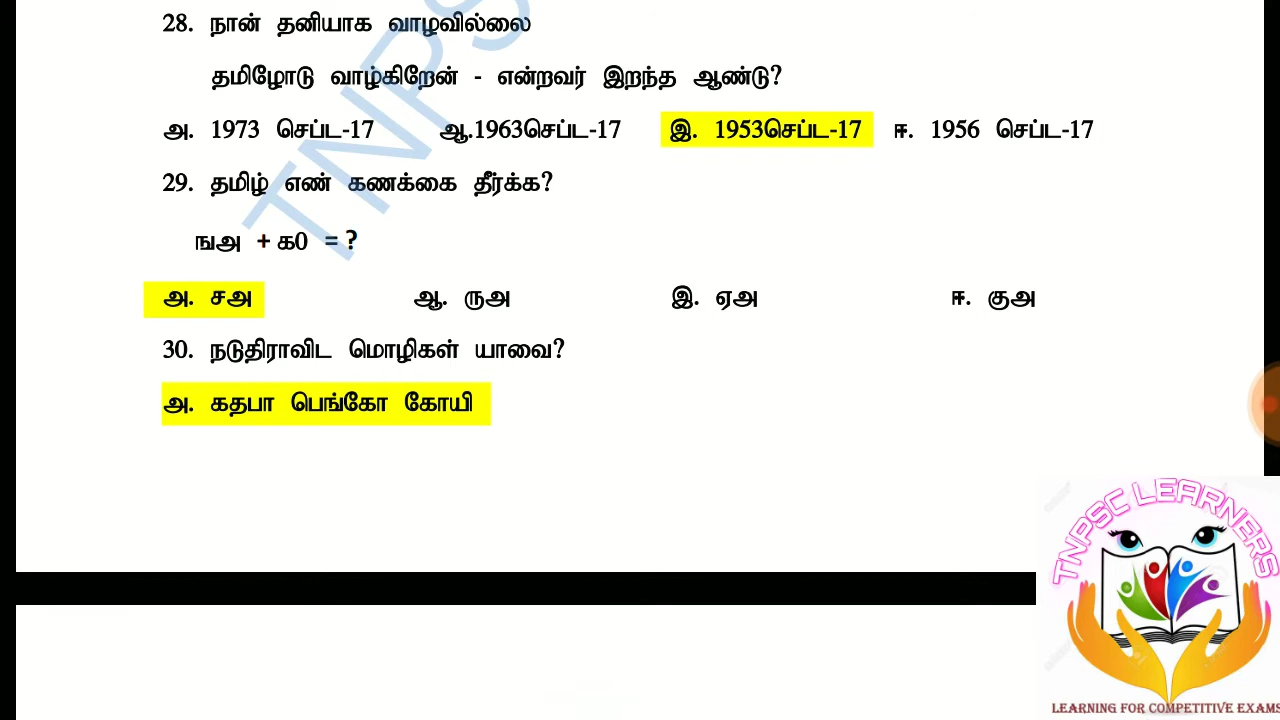 28. நான் தனியாக வாழவில்லை
தமிழோடு வாழ்கிறேன் - என்றவர் இறந்த ஆண்டு?
அ. 1973 செப்ட-17 ஆ.1963செப்ட-17 இ. 1953செப்ட-17 ஈ. 1956 செப்ட-17
29. தமிழ் எண் கணக்கை தீர்க்க?
ஙஅ + க0 = ?
அ. சஅ ஆ. ருஅ இ. ஏஅ ஈ. குஅ
30. நடுதிராவிட மொழிகள் யாவை?
அ. கதபா பெங்கோ கோயி
TNPS
TNPSC LEARNERS
LEARNING FOR COMPETITIVE EXAMS